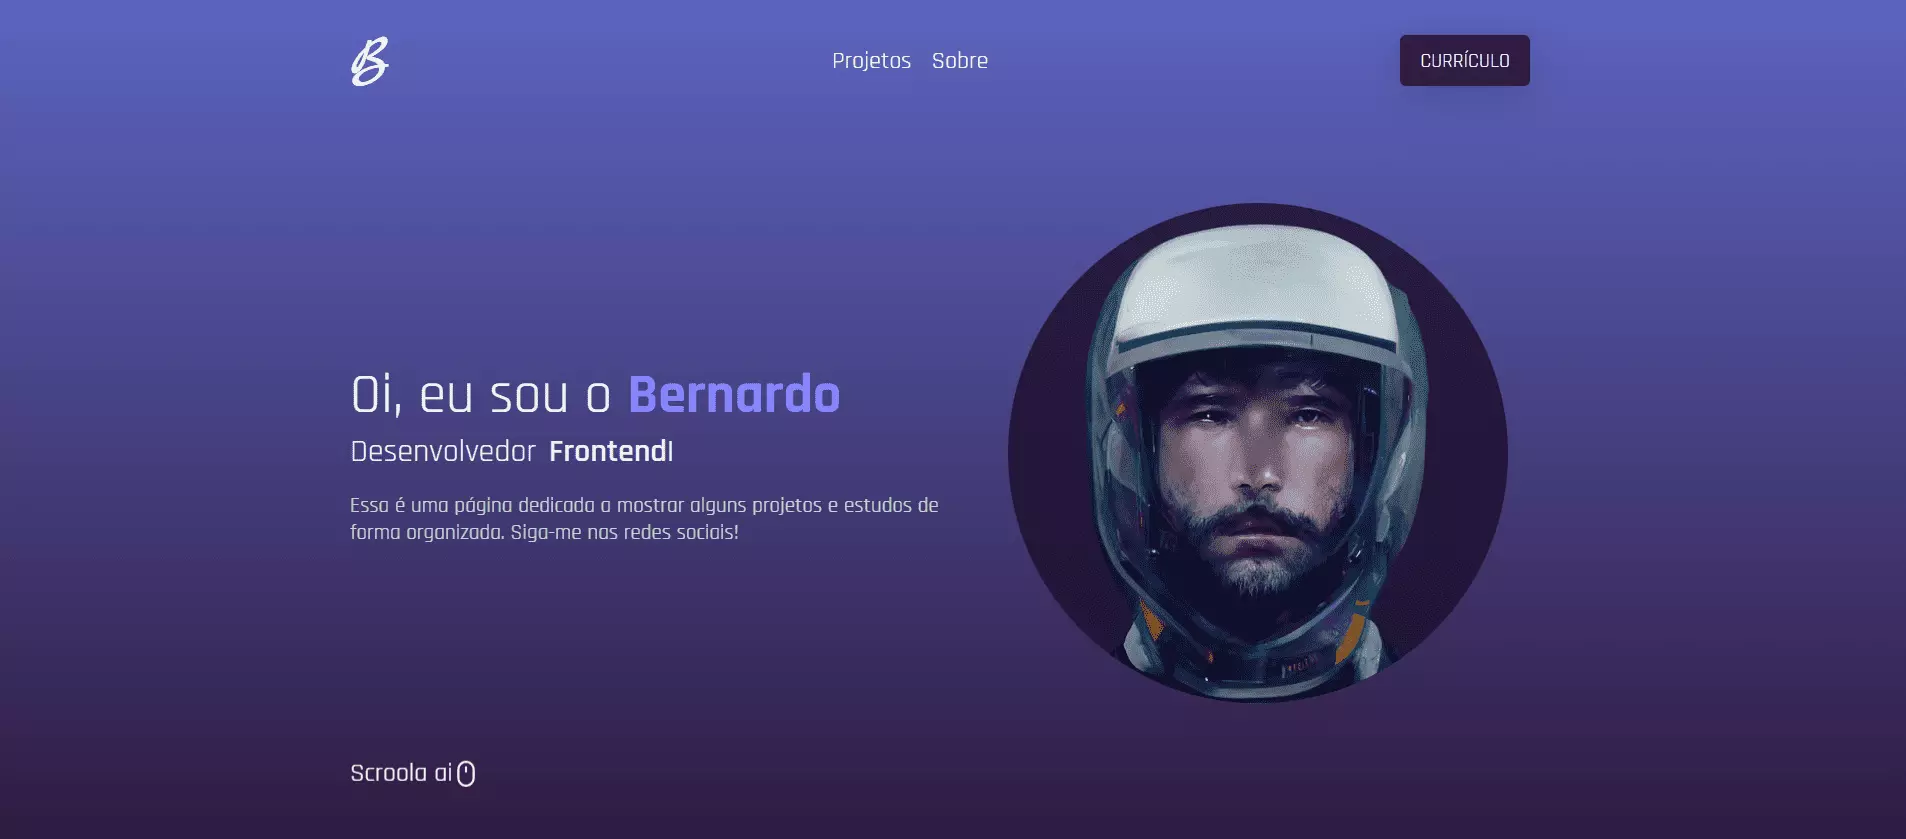 B
Projetos Sobre
CURRÍCULO
Oi, eu sou o Bernardo
Desenvolvedor Frontend|
Essa é uma página dedicada a mostrar alguns projetos e estudos de
forma organizada. Siga-me nas redes sociais!
Scroola ai